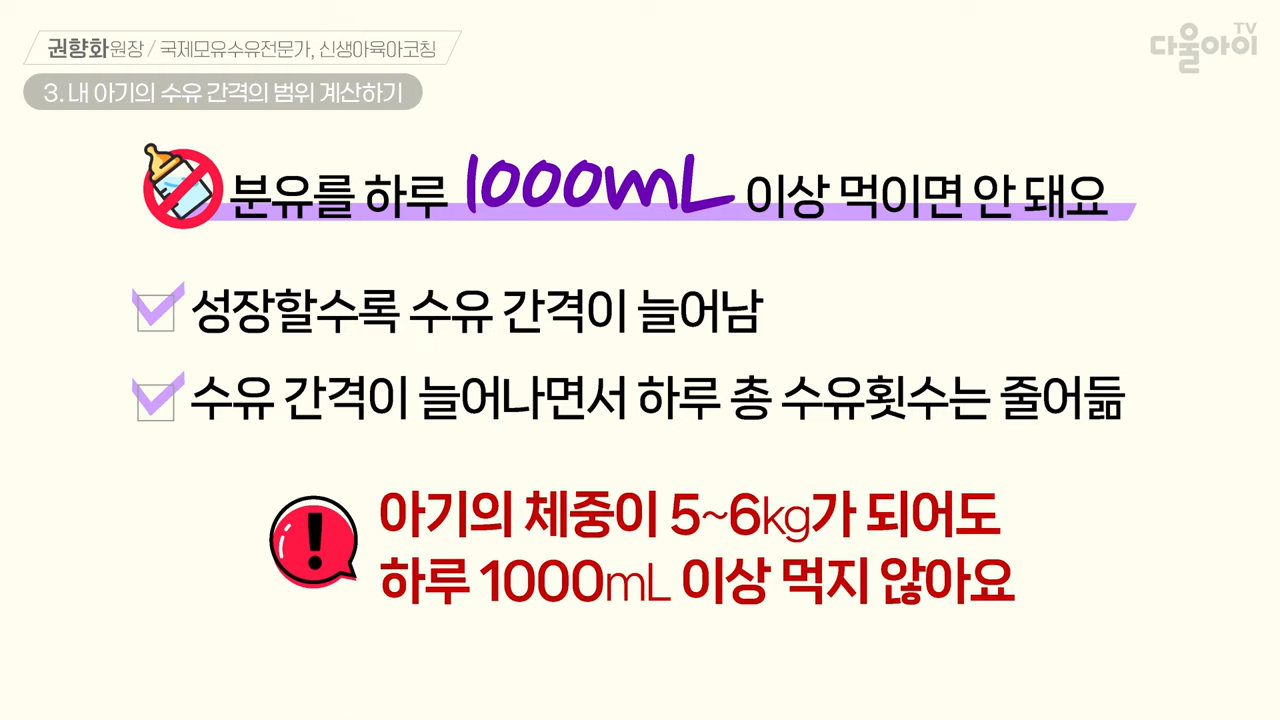 권향화원장 / 국제모유수유전문가, 신생아육아코칭
다울아이 TV
3. 내 아기의 수유 간격의 범위 계산하기
분유를 하루 1000mL 이상 먹이면 안 돼요
성장할수록 수유 간격이 늘어남
수유 간격이 늘어나면서 하루 총 수유횟수는 줄어듦
아기의 체중이 5~6kg가 되어도
하루 1000mL 이상 먹지 않아요